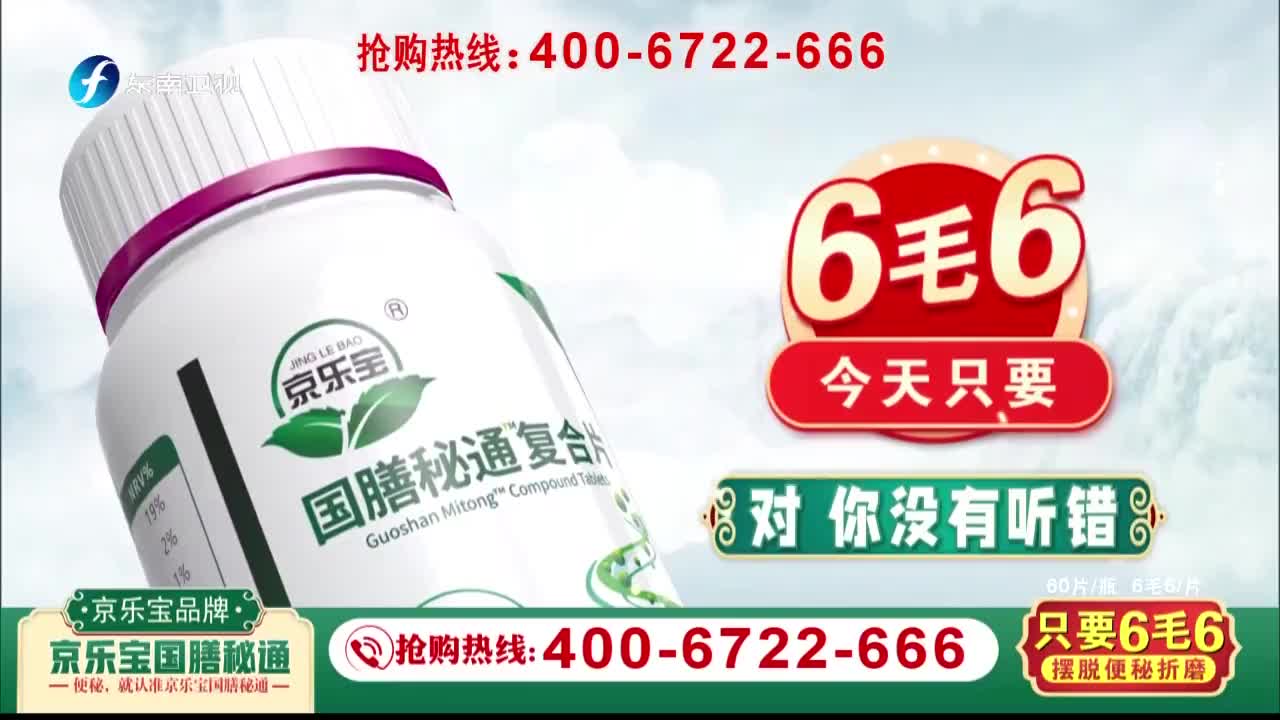 抢购热线:400-6722-666
东南卫视
6毛6
今天只要
对 你没有听错
®
JING LE BAO
京乐宝
国膳秘通™复合片
Guoshan Mitong™ Compound Tablets
NRV%
19%
2%
1%
60片/瓶 6毛6/片
·京乐宝品牌·
京乐宝国膳秘通
便秘,就认准京乐宝国膳秘通
抢购热线:400-6722-666
只要6毛6
摆脱便秘折磨